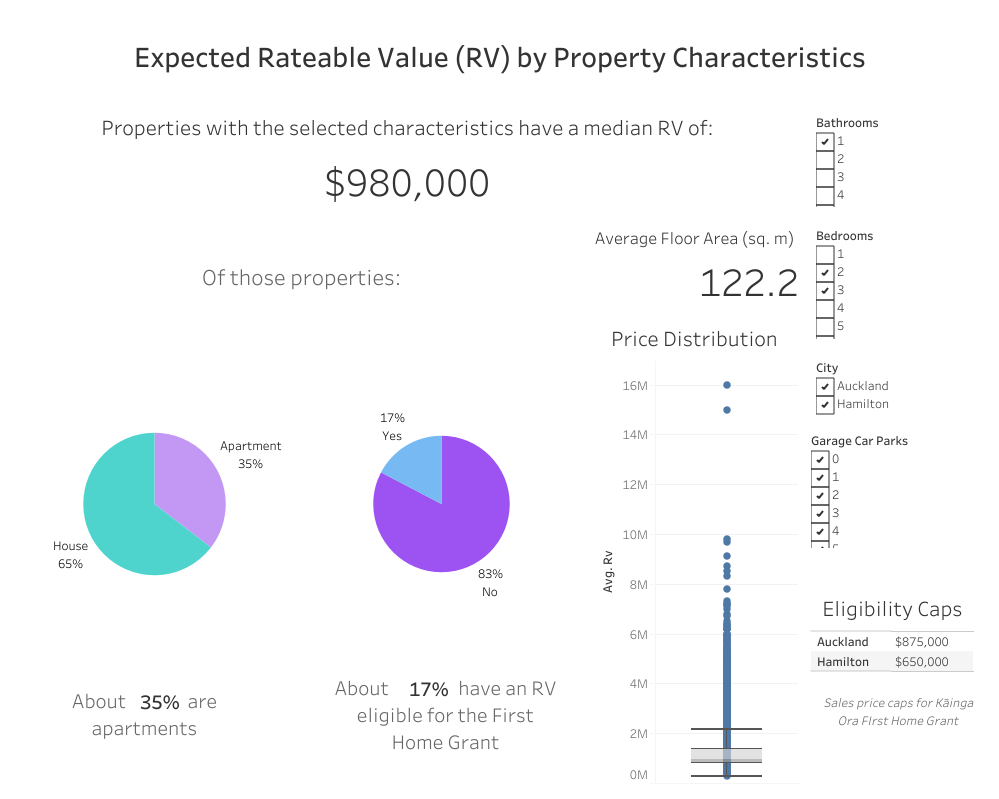 Expected Rateable Value (RV) by Property Characteristics
Properties with the selected characteristics have a median RV of:
$980,000
Of those properties:
Average Floor Area (sq. m)
122.2
Apartment
35%
House
65%
17%
Yes
83%
No
About 35% are
apartments
About 17% have an RV
eligible for the First
Home Grant
Price Distribution
Avg. Rv
16M
14M
12M
10M
8M
6M
4M
2M
0M
Bathrooms
1
2
3
4
Bedrooms
1
2
3
4
5
City
Auckland
Hamilton
Garage Car Parks
0
1
2
3
4
Eligibility Caps
Auckland $875,000
Hamilton $650,000
Sales price caps for Kāinga
Ora FIrst Home Grant